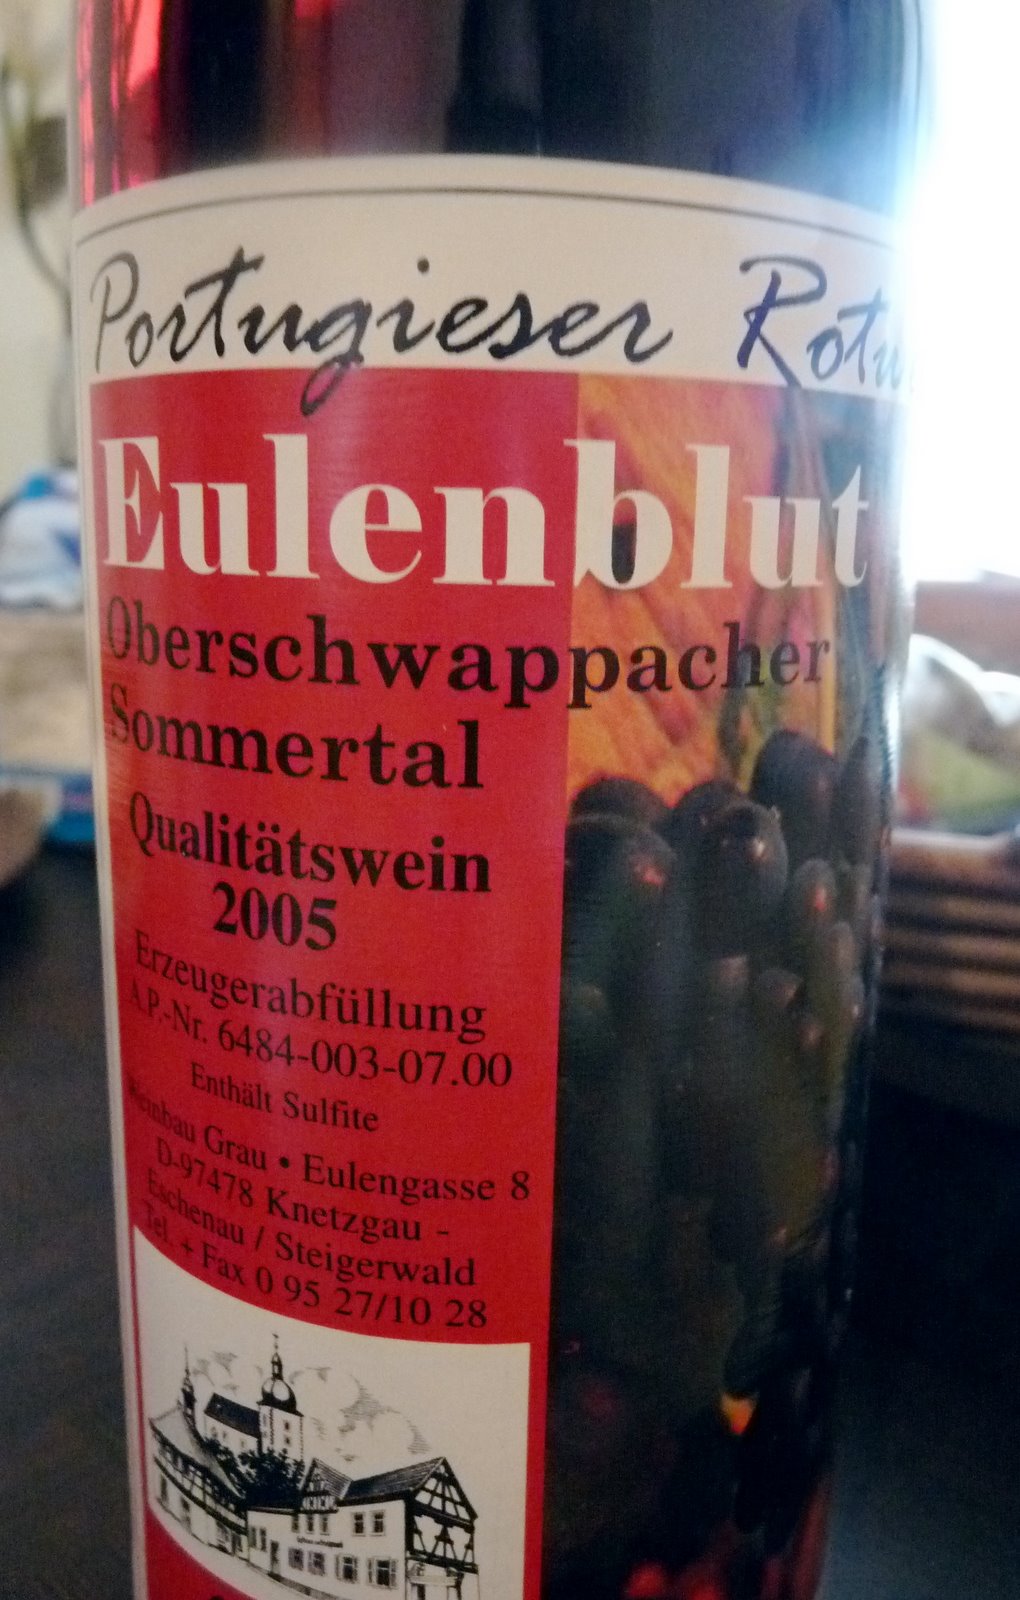 Portugieser
Eulenblut
Oberschwappacher
Sommertal
Qualitätswein
2005
Erzeugerabfüllung
A.P.-Nr. 6484-003-07.00
Enthält Sulfite
Weinbau Grau • Eulengasse 8
D-97478 Knetzgau -
Eschenau / Steigerwald
Tel. + Fax 0 95 27/10 28